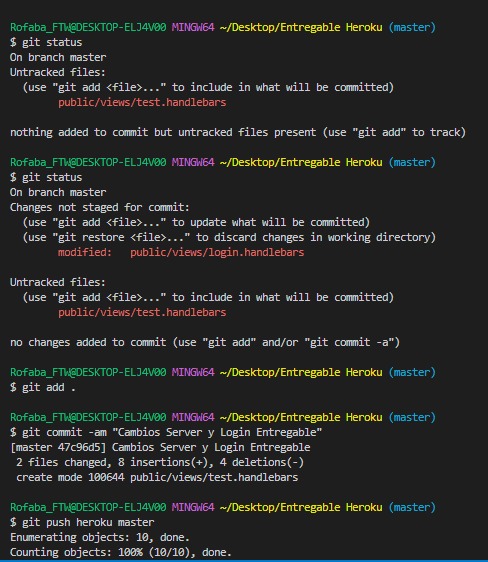 Rofaba_FTW@DESKTOP-ELJ4V00 MINGW64 ~/Desktop/Entregable Heroku (master)
$ git status
On branch master
Untracked files:
  (use "git add <file>..." to include in what will be committed)
        public/views/test.handlebars

nothing added to commit but untracked files present (use "git add" to track)

Rofaba_FTW@DESKTOP-ELJ4V00 MINGW64 ~/Desktop/Entregable Heroku (master)
$ git status
On branch master
Changes not staged for commit:
  (use "git add <file>..." to update what will be committed)
  (use "git restore <file>..." to discard changes in working directory)
        modified:   public/views/login.handlebars

Untracked files:
  (use "git add <file>..." to include in what will be committed)
        public/views/test.handlebars

no changes added to commit (use "git add" and/or "git commit -a")

Rofaba_FTW@DESKTOP-ELJ4V00 MINGW64 ~/Desktop/Entregable Heroku (master)
$ git add .

Rofaba_FTW@DESKTOP-ELJ4V00 MINGW64 ~/Desktop/Entregable Heroku (master)
$ git commit -am "Cambios Server y Login Entregable"
[master 47c96d5] Cambios Server y Login Entregable
 2 files changed, 8 insertions(+), 4 deletions(-)
 create mode 100644 public/views/test.handlebars

Rofaba_FTW@DESKTOP-ELJ4V00 MINGW64 ~/Desktop/Entregable Heroku (master)
$ git push heroku master
Enumerating objects: 10, done.
Counting objects: 100% (10/10), done.